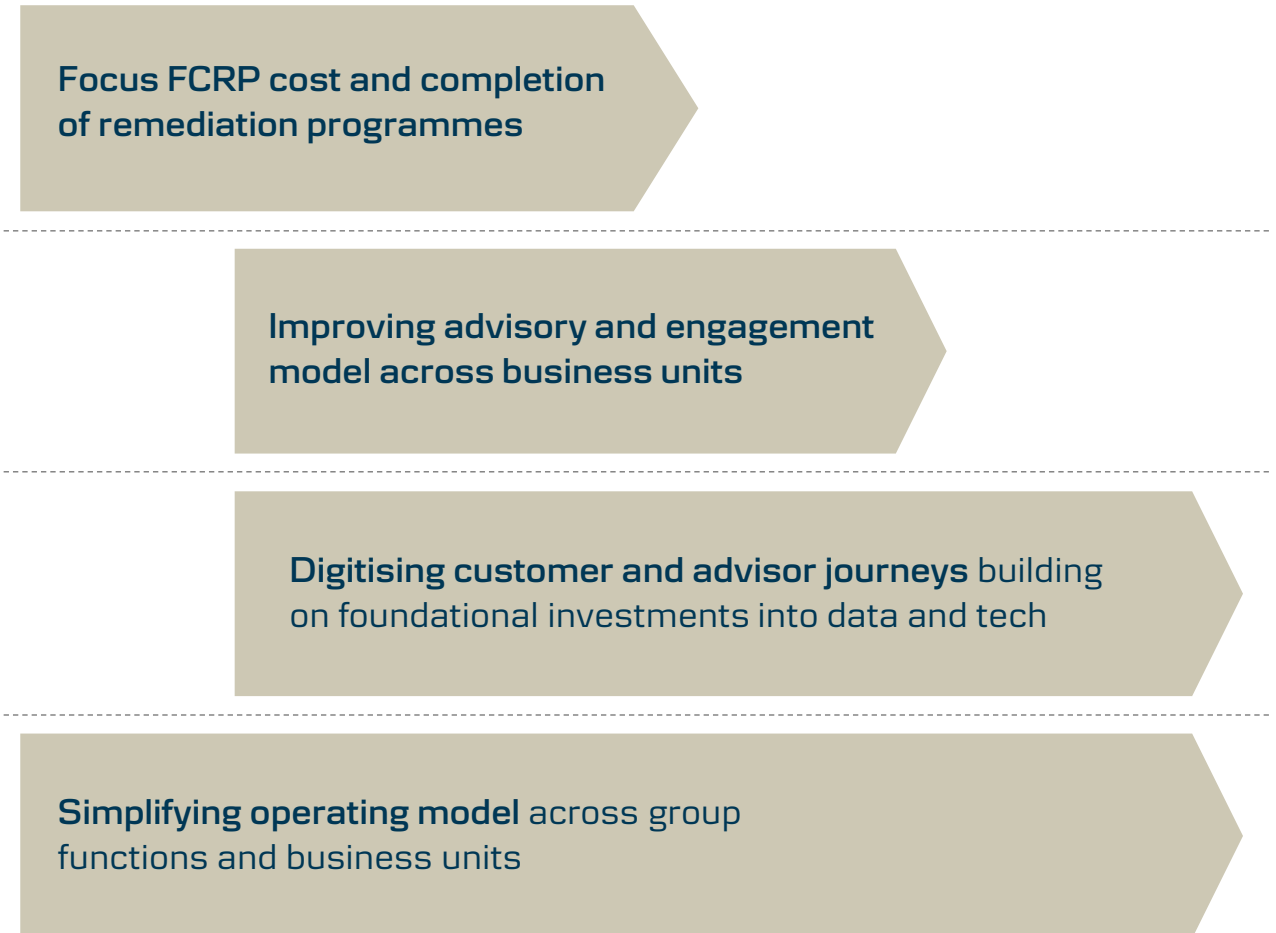 Focus FCRP cost and completion
of remediation programmes
Improving advisory and engagement
model across business units
Digitising customer and advisor journeys building
on foundational investments into data and tech
Simplifying operating model across group
functions and business units